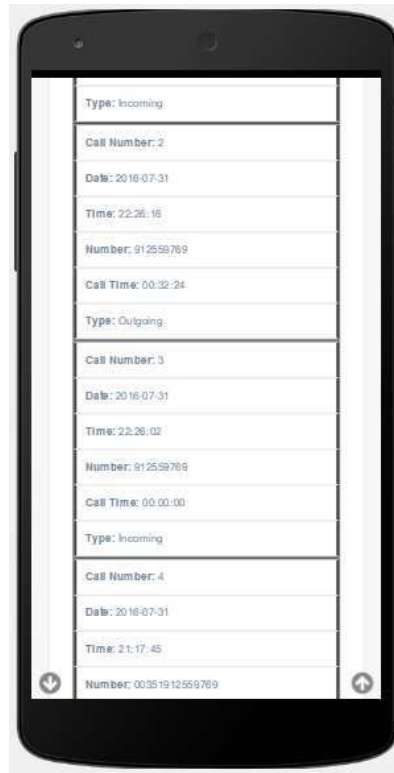 Type: Incoming
Call Number: 2
Date: 2016-07-31
Time: 22:26:16
Number: 912559769
Call Time: 00:32:24
Type: Outgoing
Call Number: 3
Date: 2016-07-31
Time: 22:26:02
Number: 912559769
Call Time: 00:00:00
Type: Incoming
Call Number: 4
Date: 2016-07-31
Time: 21:17:45
Number: 00351912559769